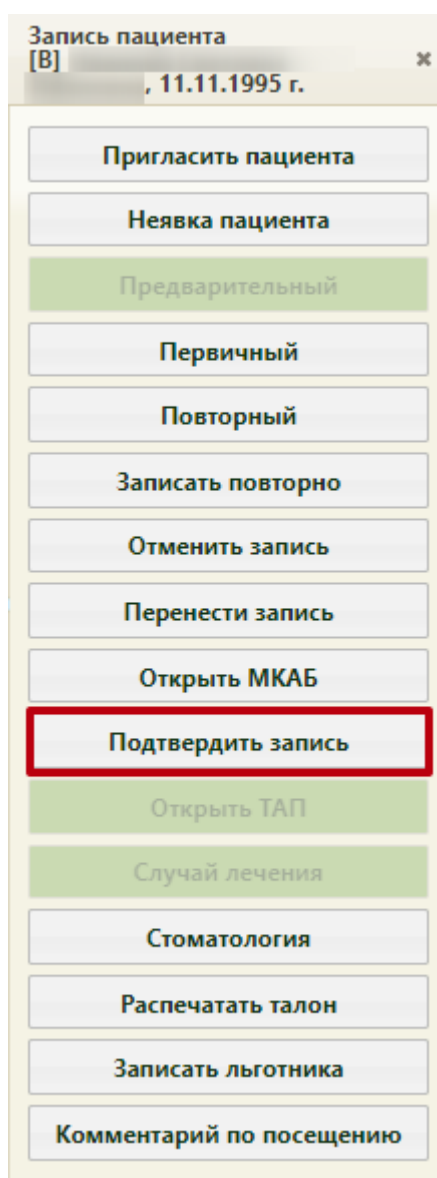 Запись пациента
[В]
, 11.11.1995 г.
Пригласить пациента
Неявка пациента
Предварительный
Первичный
Повторный
Записать повторно
Отменить запись
Перенести запись
Открыть МКАБ
Подтвердить запись
Открыть ТАП
Случай лечения
Стоматология
Распечатать талон
Записать льготника
Комментарий по посещению